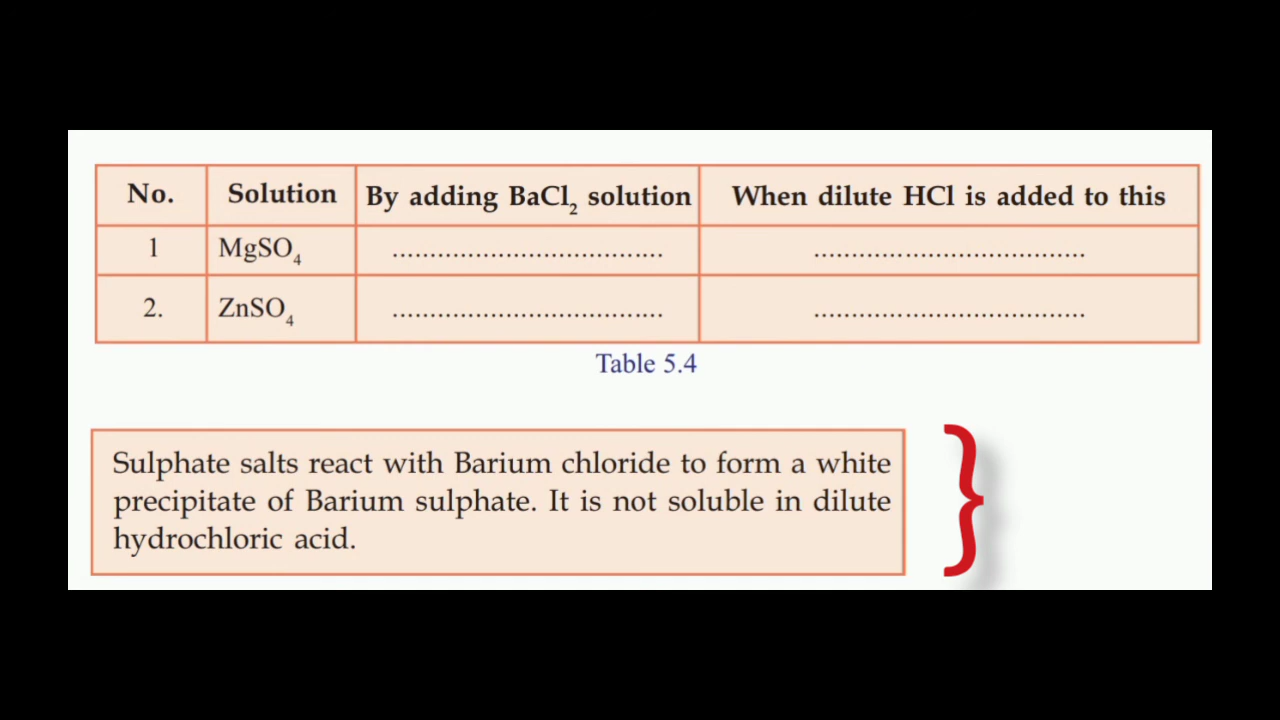 No. Solution By adding BaCl₂ solution When dilute HCl is added to this
1 MgSO₄ .................................... ....................................
2. ZnSO₄ .................................... ....................................
Table 5.4
Sulphate salts react with Barium chloride to form a white
precipitate of Barium sulphate. It is not soluble in dilute
hydrochloric acid.